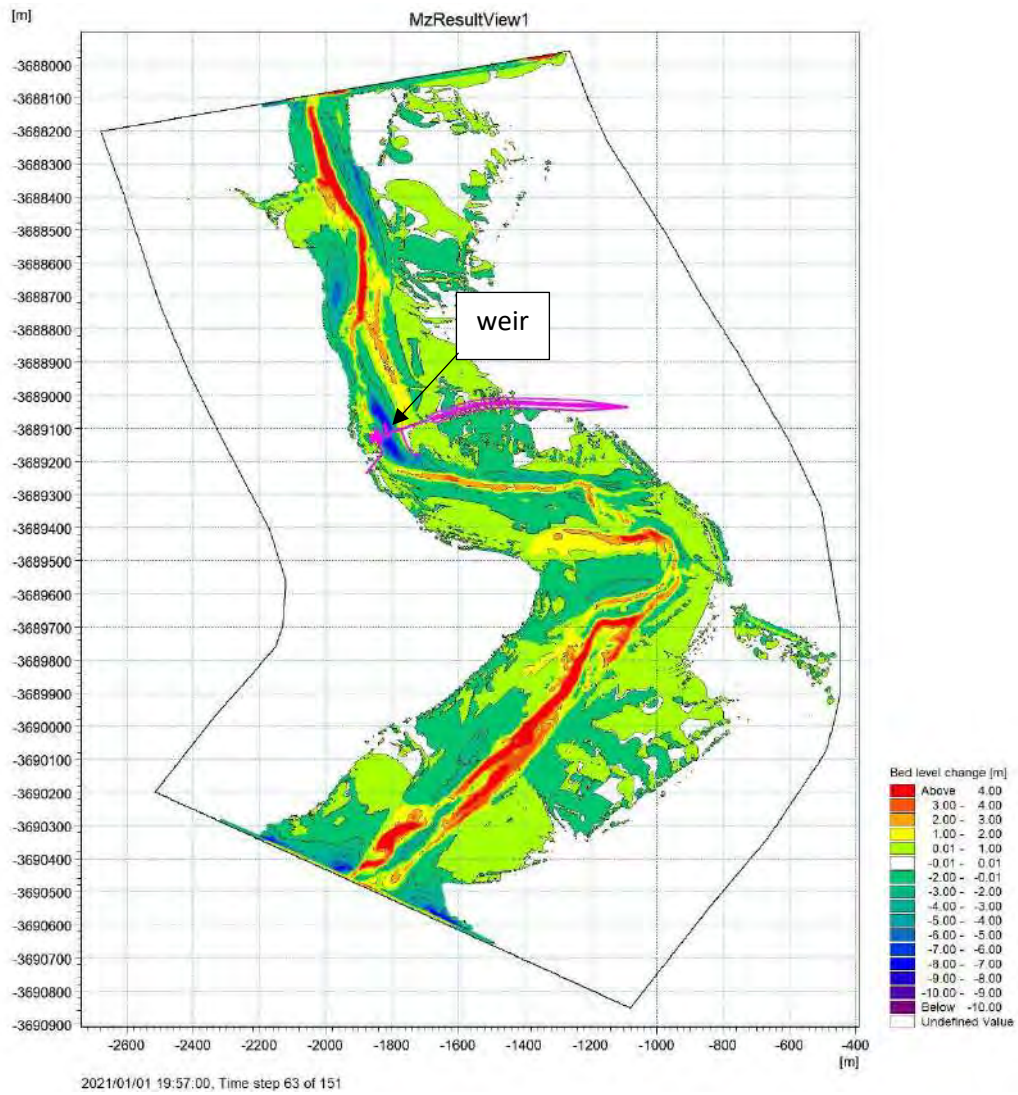 [m]
MzResultView1
-3688000
-3688100
-3688200
-3688300
-3688400
-3688500
-3688600
-3688700
-3688800
-3688900
-3689000
-3689100
-3689200
-3689300
-3689400
-3689500
-3689600
-3689700
-3689800
-3689900
-3690000
-3690100
-3690200
-3690300
-3690400
-3690500
-3690600
-3690700
-3690800
-3690900
weir
-2600 -2400 -2200 -2000 -1800 -1600 -1400 -1200 -1000 -800 -600 -400
[m]
Bed level change [m]
Above 4.00
3.00 - 4.00
2.00 - 3.00
1.00 - 2.00
0.01 - 1.00
-0.01 - 0.01
-2.00 - -0.01
-3.00 - -2.00
-4.00 - -3.00
-5.00 - -4.00
-6.00 - -5.00
-7.00 - -6.00
-8.00 - -7.00
-9.00 - -8.00
-10.00 - -9.00
Below -10.00
Undefined Value
2021/01/01 19:57:00, Time step 63 of 151